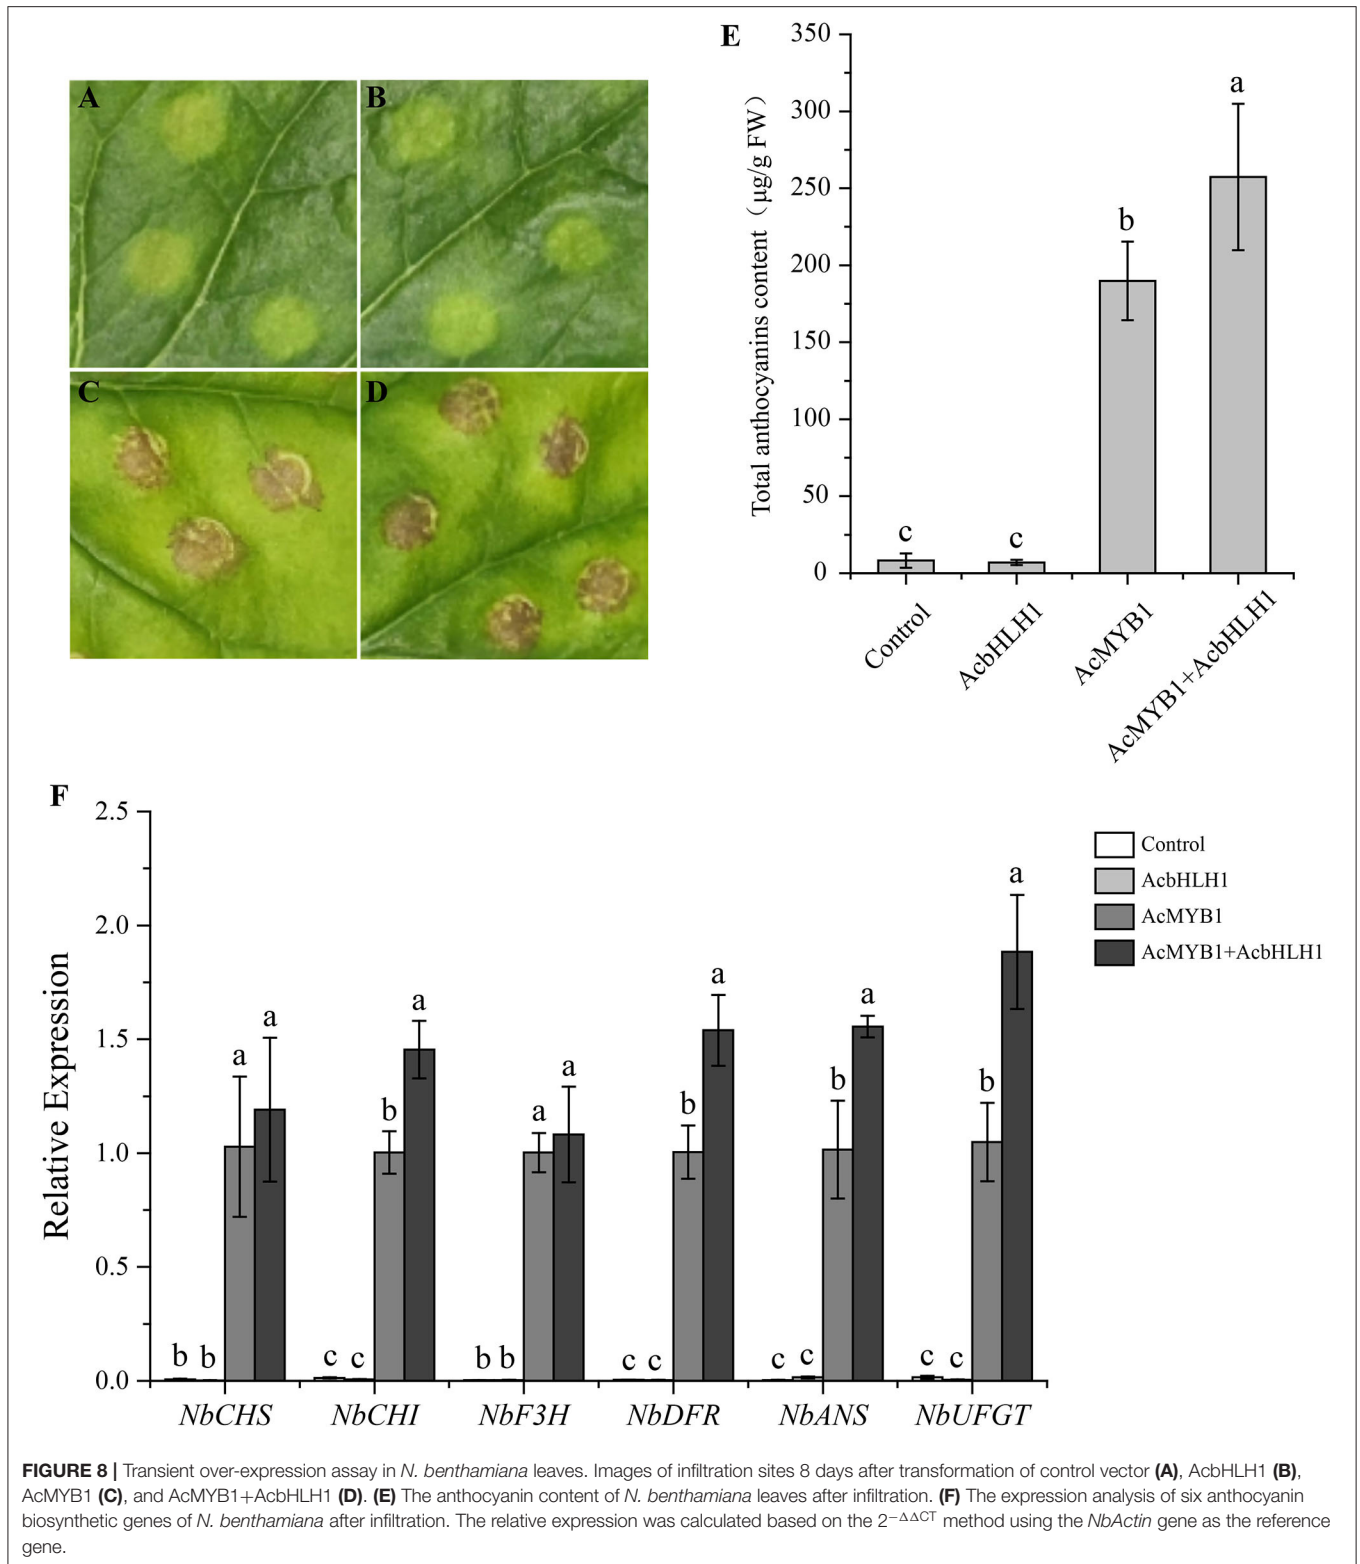 A
B
C
D
E
350
300
250
200
150
100
50
0
Total anthocyanins content（μg/g FW）
c
c
b
a
Control
AcbHLH1
AcMYB1
AcMYB1+AcbHLH1
F
2.5
2.0
1.5
1.0
0.5
0.0
Relative Expression
b b a a
c c b a
b b a a
c c b a
c c b a
c c b a
NbCHS NbCHI NbF3H NbDFR NbANS NbUFGT
Control
AcbHLH1
AcMYB1
AcMYB1+AcbHLH1
FIGURE 8 | Transient over-expression assay in N. benthamiana leaves. Images of infiltration sites 8 days after transformation of control vector (A), AcbHLH1 (B),
AcMYB1 (C), and AcMYB1+AcbHLH1 (D). (E) The anthocyanin content of N. benthamiana leaves after infiltration. (F) The expression analysis of six anthocyanin
biosynthetic genes of N. benthamiana after infiltration. The relative expression was calculated based on the 2−ΔΔCT method using the NbActin gene as the reference
gene.